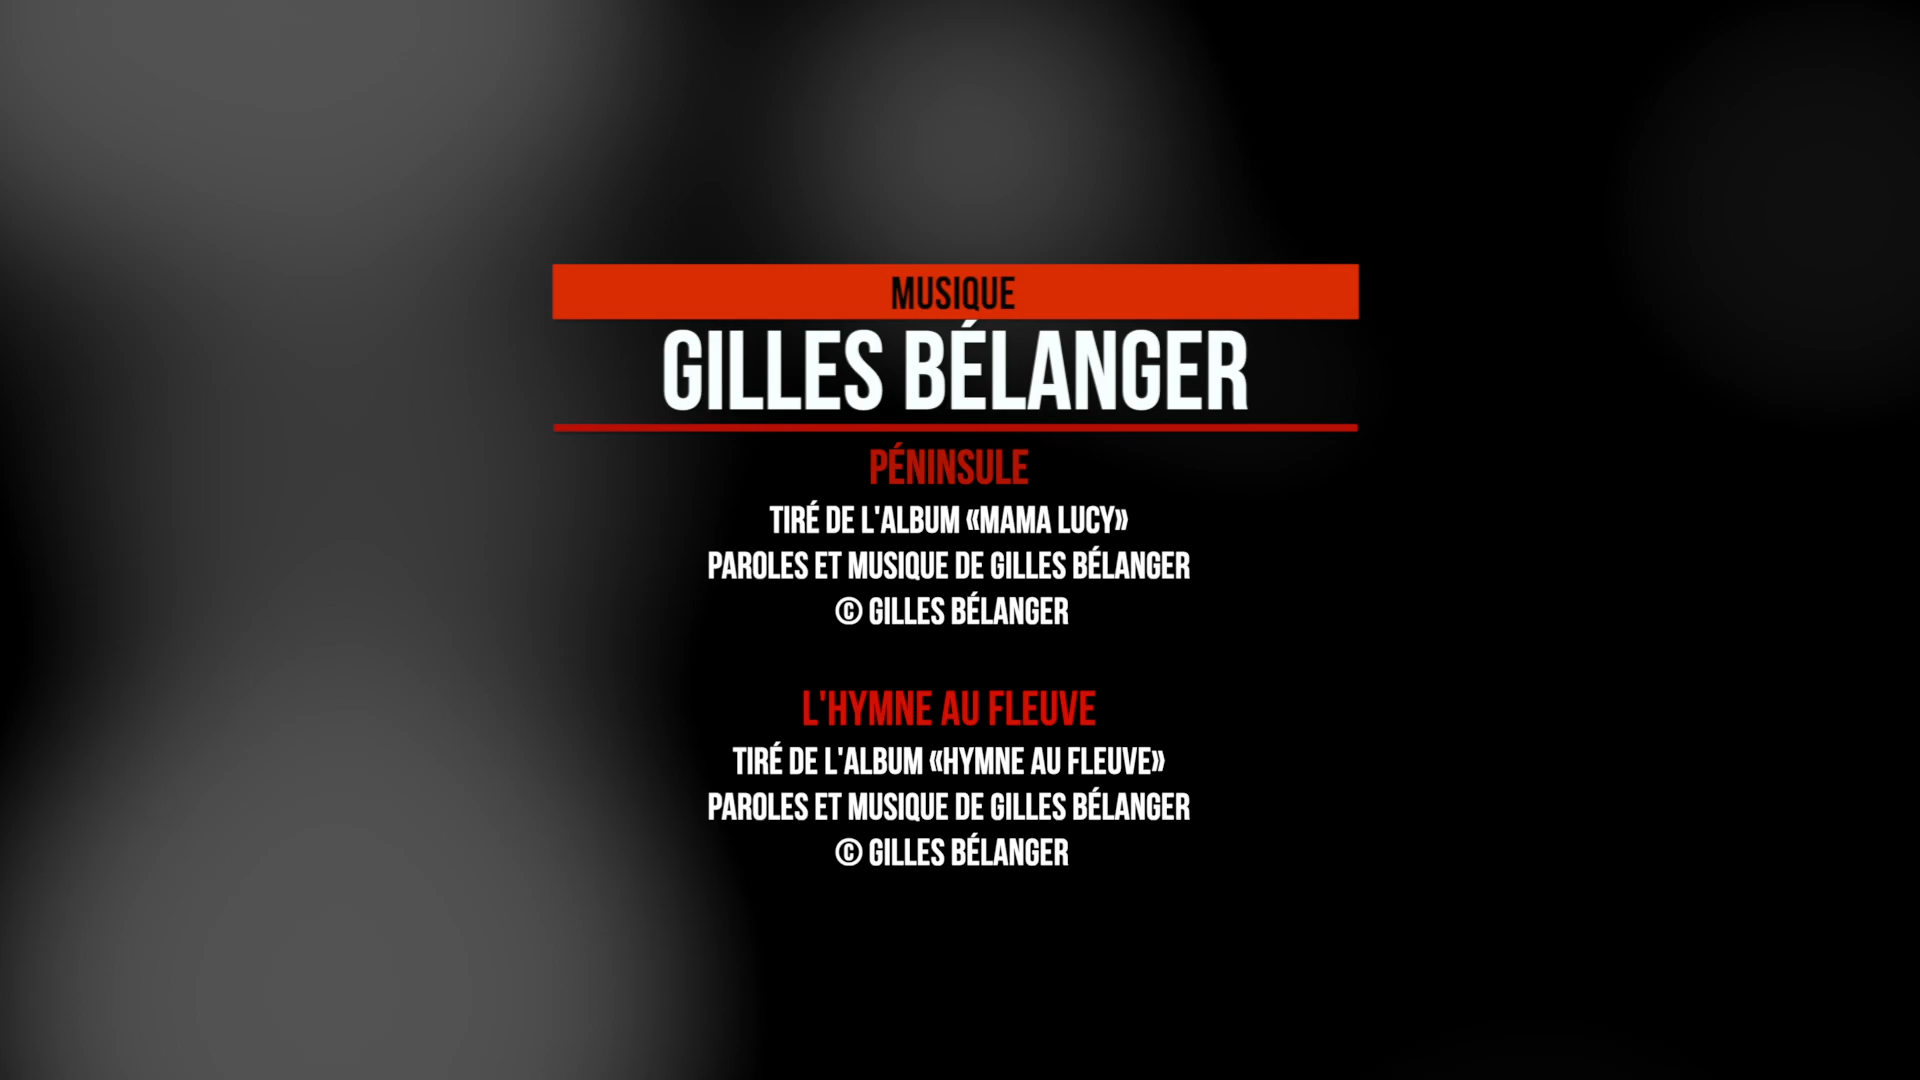 MUSIQUE
GILLES BÉLANGER
PÉNINSULE
TIRÉ DE L'ALBUM «MAMA LUCY»
PAROLES ET MUSIQUE DE GILLES BÉLANGER
© GILLES BÉLANGER
L'HYMNE AU FLEUVE
TIRÉ DE L'ALBUM «HYMNE AU FLEUVE»
PAROLES ET MUSIQUE DE GILLES BÉLANGER
© GILLES BÉLANGER